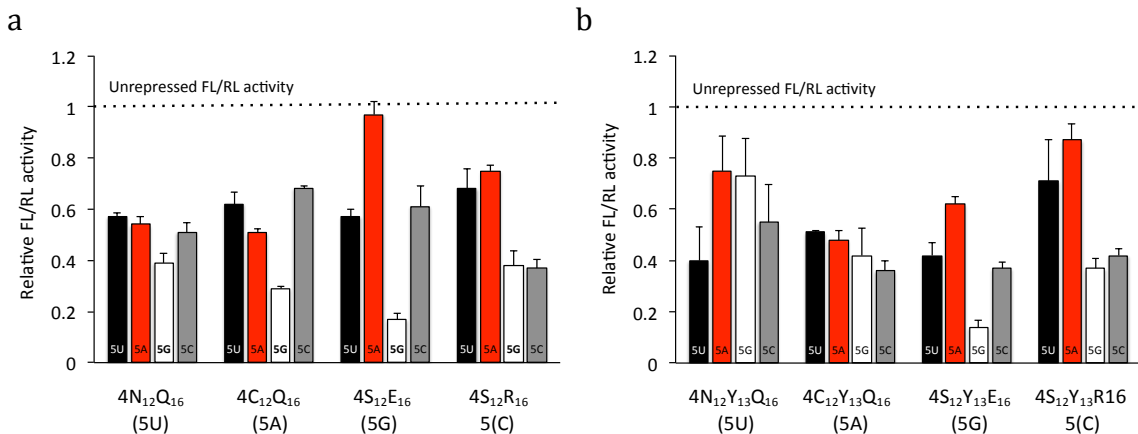 a
1.2
Unrepressed FL/RL activity
1
0.8
0.6
0.4
0.2
0
Relative FL/RL activity
5U 5A 5G 5C 5U 5A 5G 5C 5U 5A 5G 5C 5U 5A 5G 5C
4N₁₂Q₁₆ 4C₁₂Q₁₆ 4S₁₂E₁₆ 4S₁₂R₁₆
(5U) (5A) (5G) 5(C)
b
1.2
Unrepressed FL/RL activity
1
0.8
0.6
0.4
0.2
0
Relative FL/RL activity
5U 5A 5G 5C 5U 5A 5G 5C 5U 5A 5G 5C 5U 5A 5G 5C
4N₁₂Y₁₃Q₁₆ 4C₁₂Y₁₃Q₁₆ 4S₁₂Y₁₃E₁₆ 4S₁₂Y₁₃R16
(5U) (5A) (5G) 5(C)